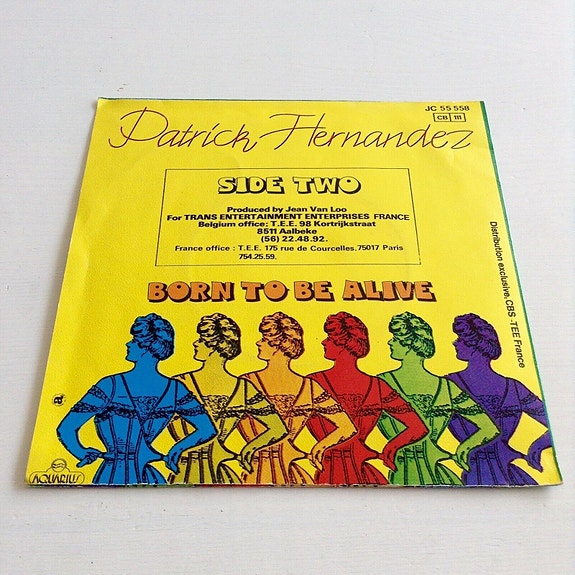 JC 55 558
CB III
Patrick Hernandez
SIDE TWO
Produced by Jean Van Loo
For TRANS ENTERTAINMENT ENTERPRISES FRANCE
Belgium office: T.E.E. 98 Kortrijkstraat
8511 Aalbeke
(56) 22.48.92.
France office : T.E.E. 175 rue de Courcelles.75017 Paris
754.25.59.
Distribution exclusive, CBS - TEE France
BORN TO BE ALIVE
AQUARIUS